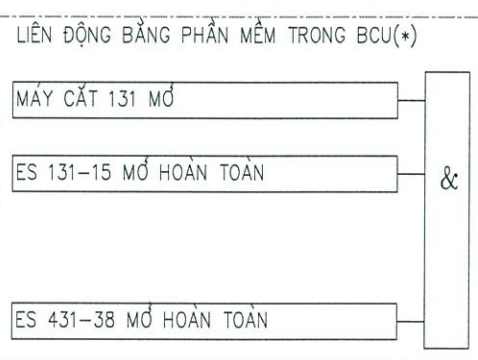 LIÊN ĐỘNG BẰNG PHẦN MỀM TRONG BCU(*)
MÁY CẮT 131 MỞ
ES 131-15 MỞ HOÀN TOÀN
&
ES 431-38 MỞ HOÀN TOÀN